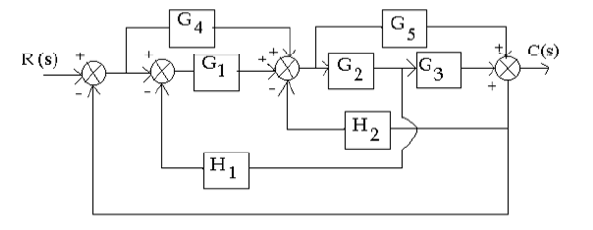 G4
G5
R(s)
+
+
+
+
+
C(s)
G1
G2
G3
-
-
-
+
H2
H1